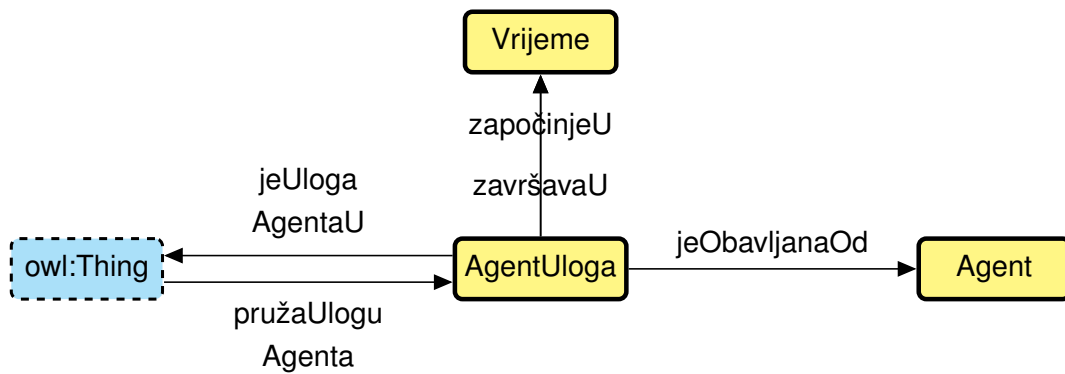 Vrijeme
započinjeU
završavaU
jeUloga
AgentaU
owl:Thing
AgentUloga
jeObavljanaOd
Agent
pružaUlogu
Agenta